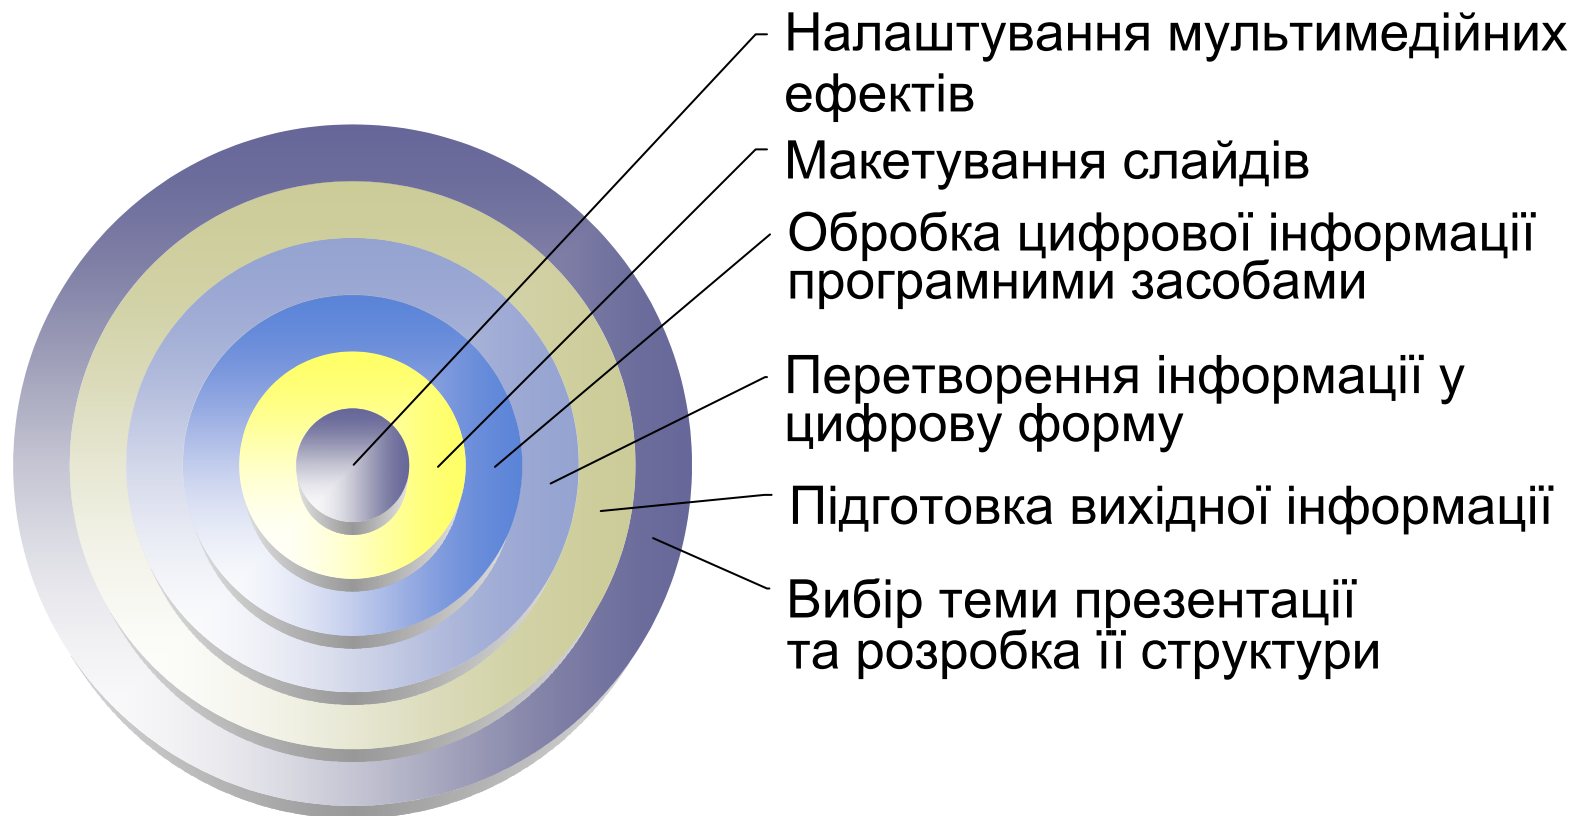 Налаштування мультимедійних
ефектів
Макетування слайдів
Обробка цифрової інформації
програмними засобами
Перетворення інформації у
цифрову форму
Підготовка вихідної інформації
Вибір теми презентації
та розробка її структури